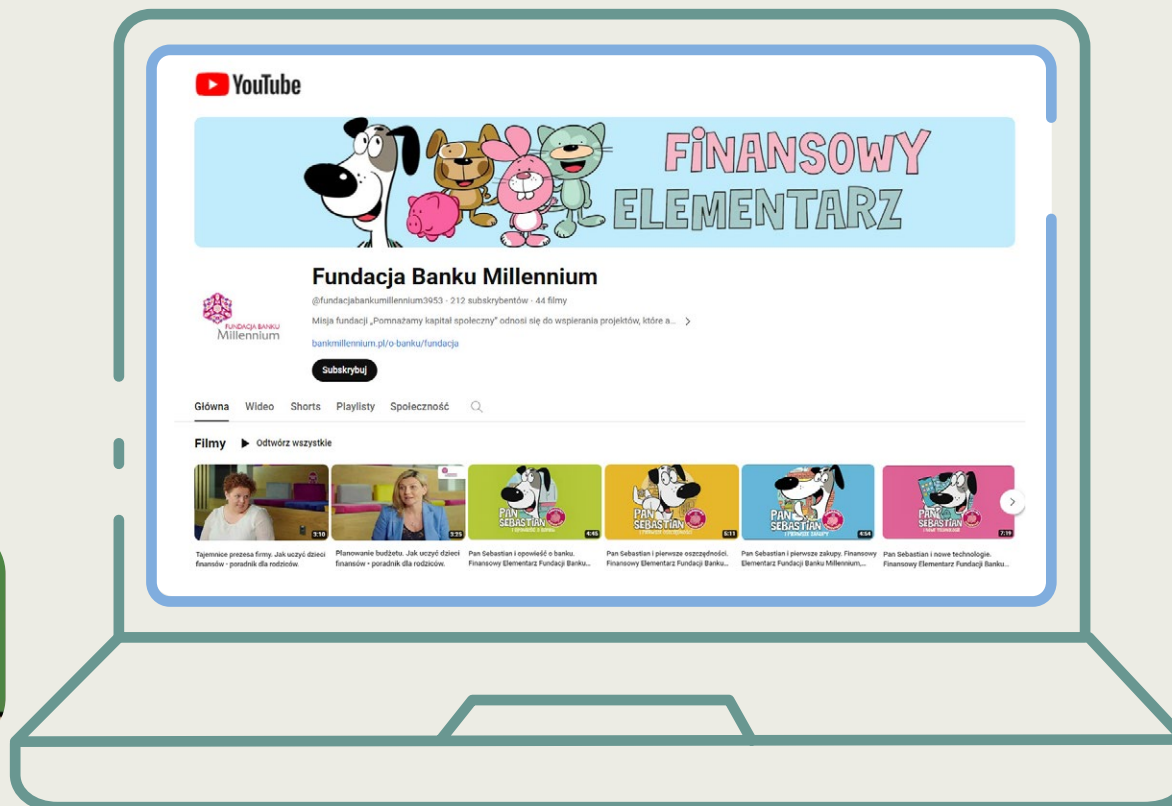 YouTube
FINANSOWY
ELEMENTARZ
Fundacja Banku Millennium
@fundacjabankumillennium3953 · 212 subskrybentów · 44 filmy
Misja fundacji „Pomnażamy kapitał społeczny” odnosi się do wspierania projektów, które a...
FUNDACJA BANKU
Millennium
bankmillennium.pl/o-banku/fundacja
Subskrybuj
Główna Wideo Shorts Playlisty Społeczność
Filmy Odtwórz wszystkie
3:10
3:25
PAN
SEBASTIAN
4:45
PAN
SEBASTIAN
5:11
PAN
SEBASTIAN
I PIERWSZE ZAKUPY
4:54
PAN
SEBASTIAN
I NOWE TECHNOLOGIE
7:19
Tajemnice prezesa firmy. Jak uczyć dzieci
finansów - poradnik dla rodziców.
Planowanie budżetu. Jak uczyć dzieci
finansów • poradnik dla rodziców.
Pan Sebastian i opowieść o banku.
Finansowy Elementarz Fundacji Banku...
Pan Sebastian i pierwsze oszczędności.
Finansowy Elementarz Fundacji Banku...
Pan Sebastian i pierwsze zakupy. Finansowy
Elementarz Fundacji Banku Millennium,...
Pan Sebastian i nowe technologie.
Finansowy Elementarz Fundacji Banku...